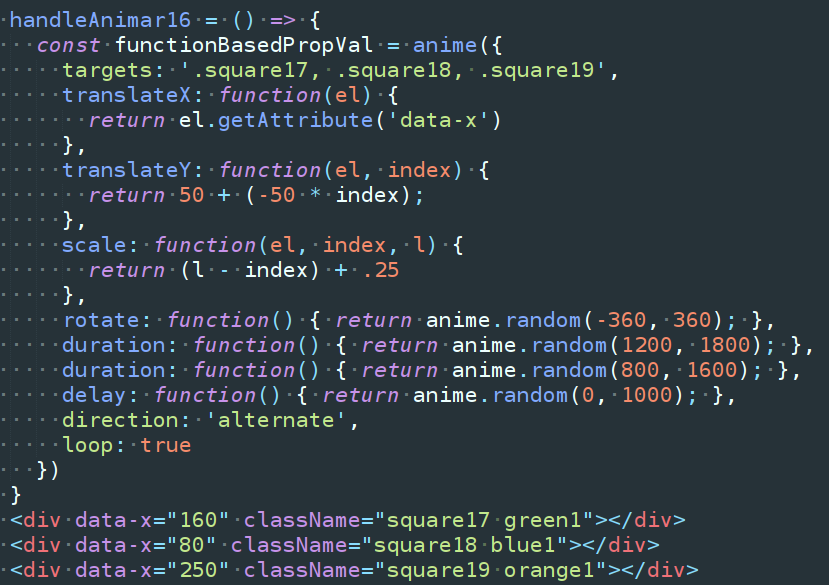 handleAnimar16 = () => {
const functionBasedPropVal = anime({
targets: '.square17, .square18, .square19',
translateX: function(el) {
return el.getAttribute('data-x')
},
translateY: function(el, index) {
return 50 + (-50 * index);
},
scale: function(el, index, l) {
return (l - index) + .25
},
rotate: function() { return anime.random(-360, 360); },
duration: function() { return anime.random(1200, 1800); },
duration: function() { return anime.random(800, 1600); },
delay: function() { return anime.random(0, 1000); },
direction: 'alternate',
loop: true
})
}
<div data-x="160" className="square17 green1"></div>
<div data-x="80" className="square18 blue1"></div>
<div data-x="250" className="square19 orange1"></div>